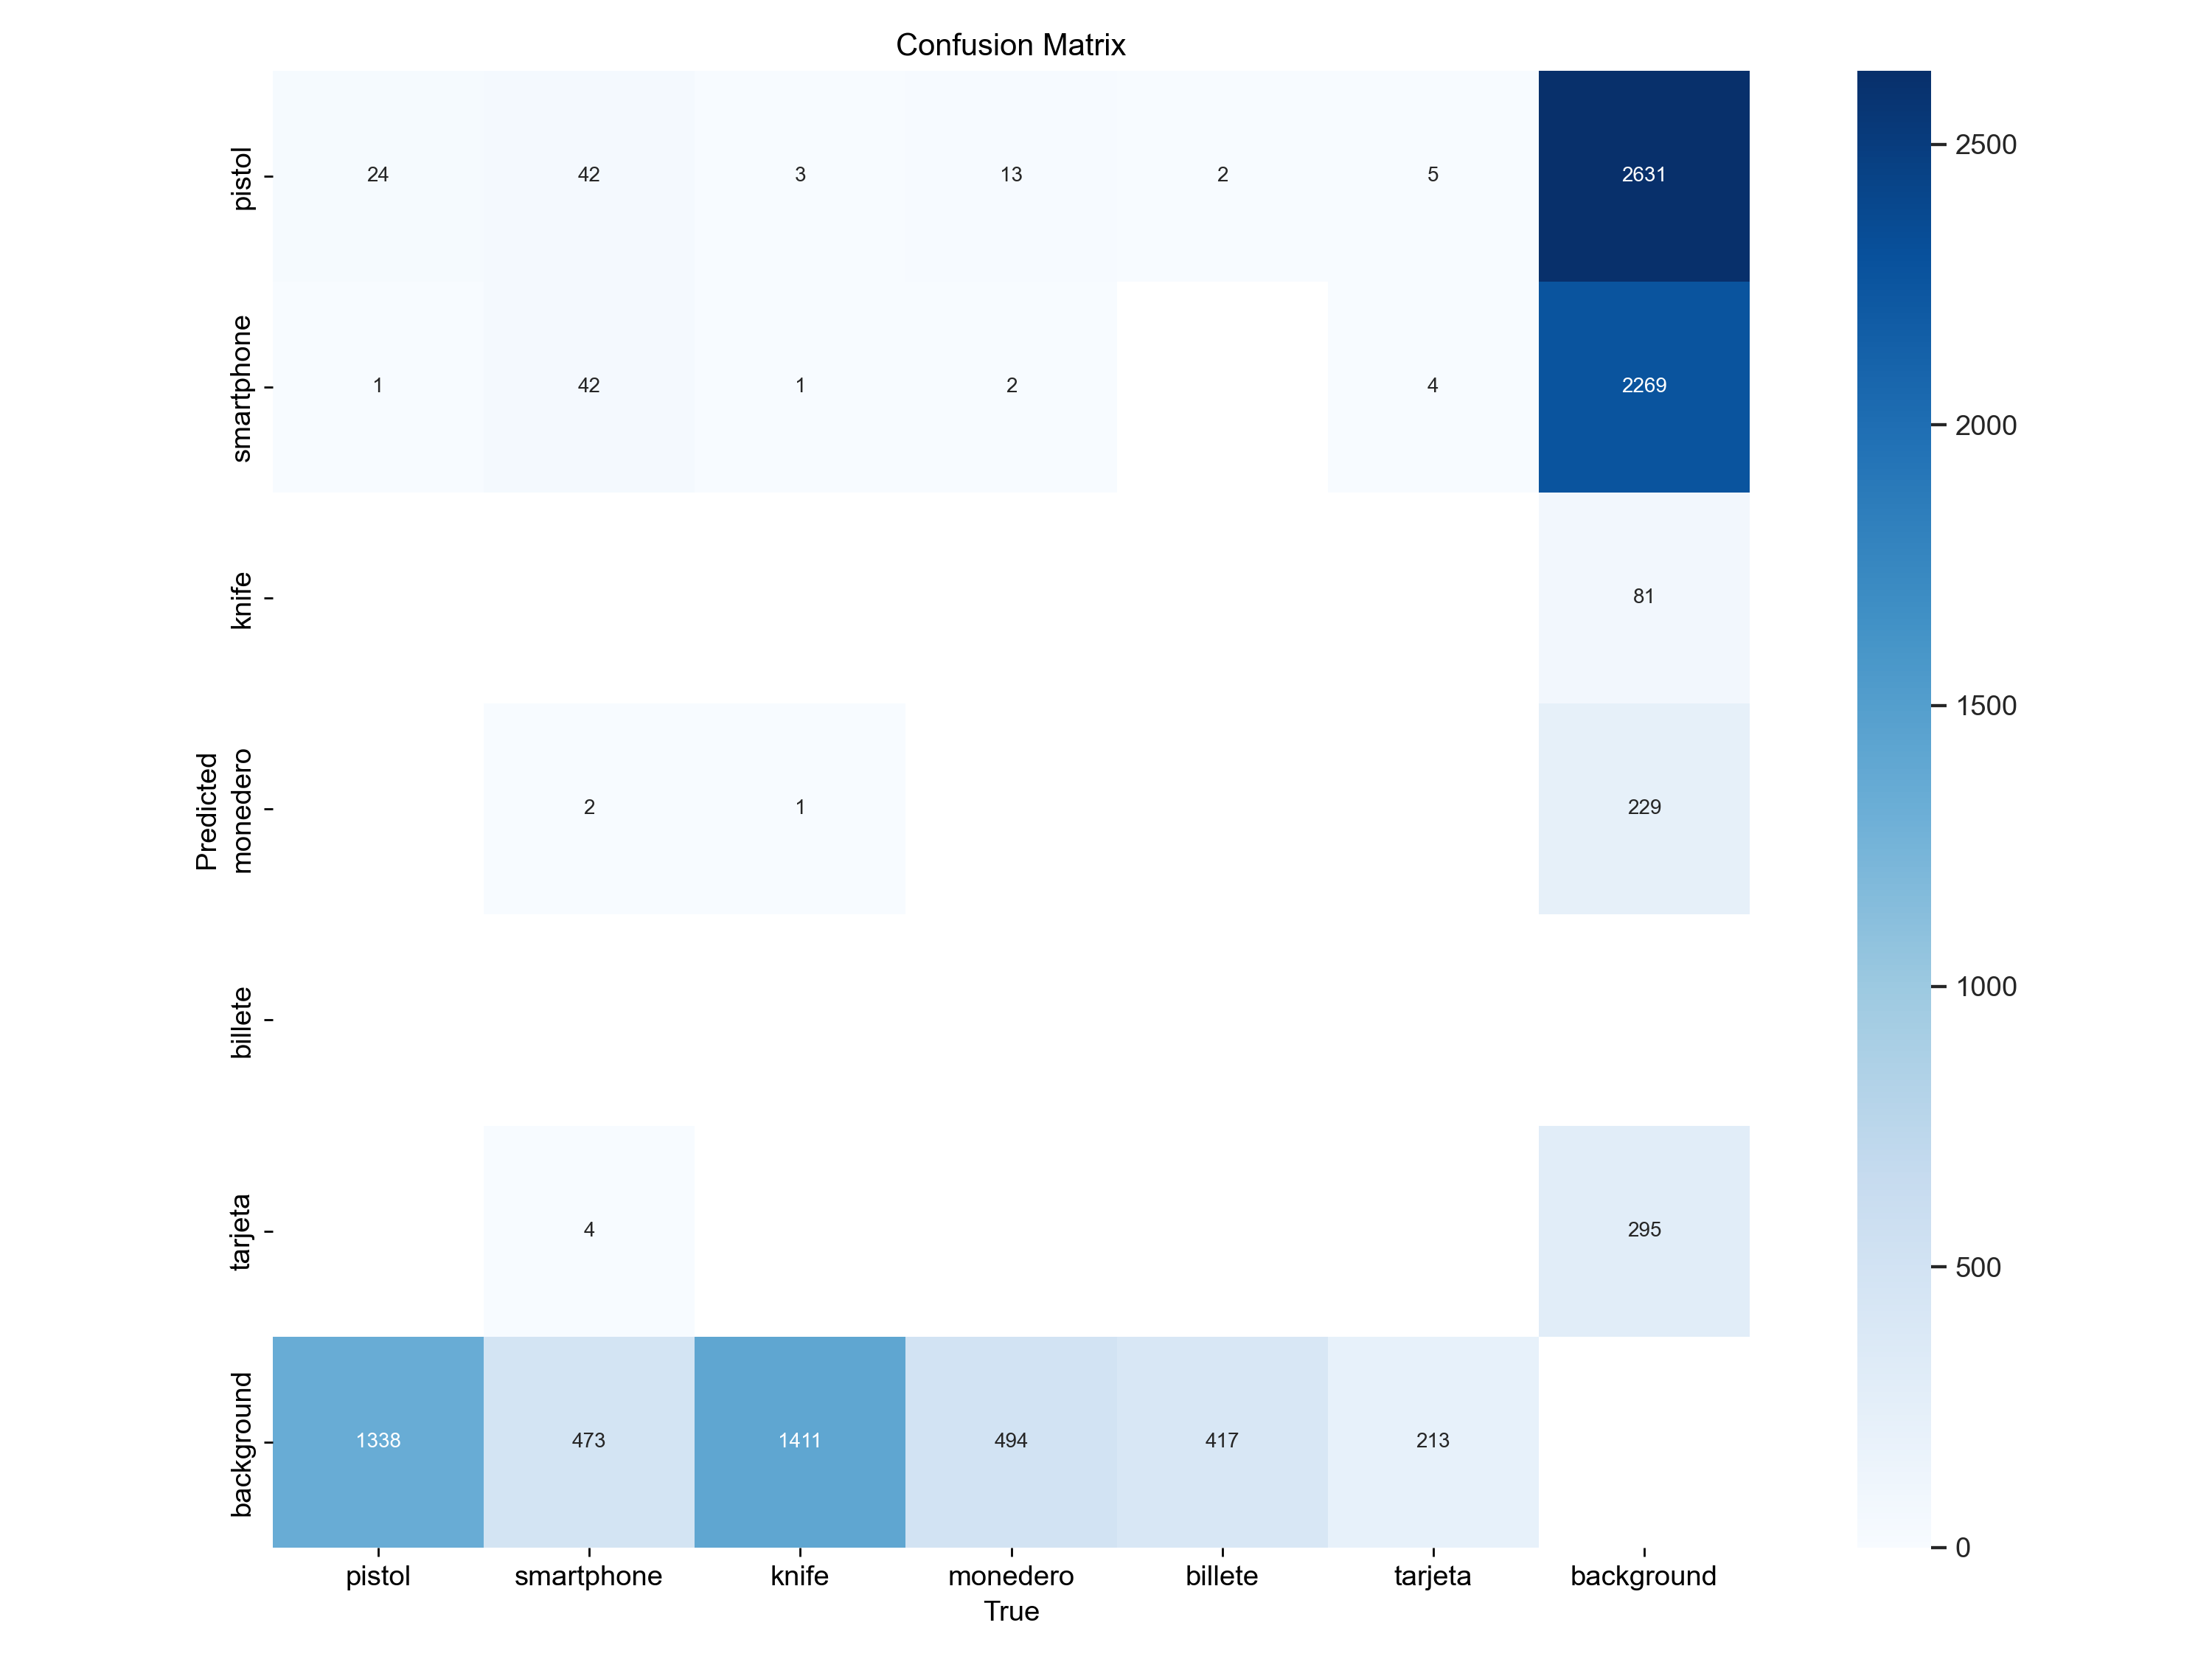 Confusion Matrix
pistol 24 42 3 13 2 5 2631
smartphone 1 42 1 2 4 2269
knife 81
monedero 2 1 229
billete
tarjeta 4 295
background 1338 473 1411 494 417 213
Predicted
pistol smartphone knife monedero billete tarjeta background
True
2500
2000
1500
1000
500
0